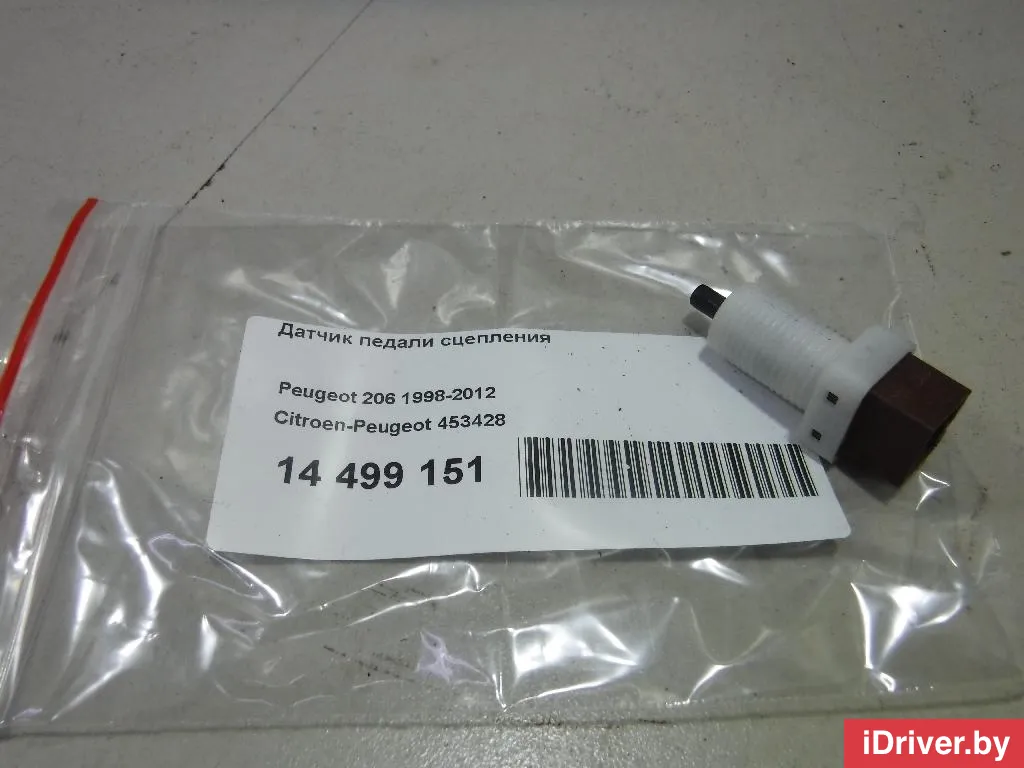 Датчик педали сцепления
Peugeot 206 1998-2012
Citroen-Peugeot 453428
14 499 151
iDriver.by